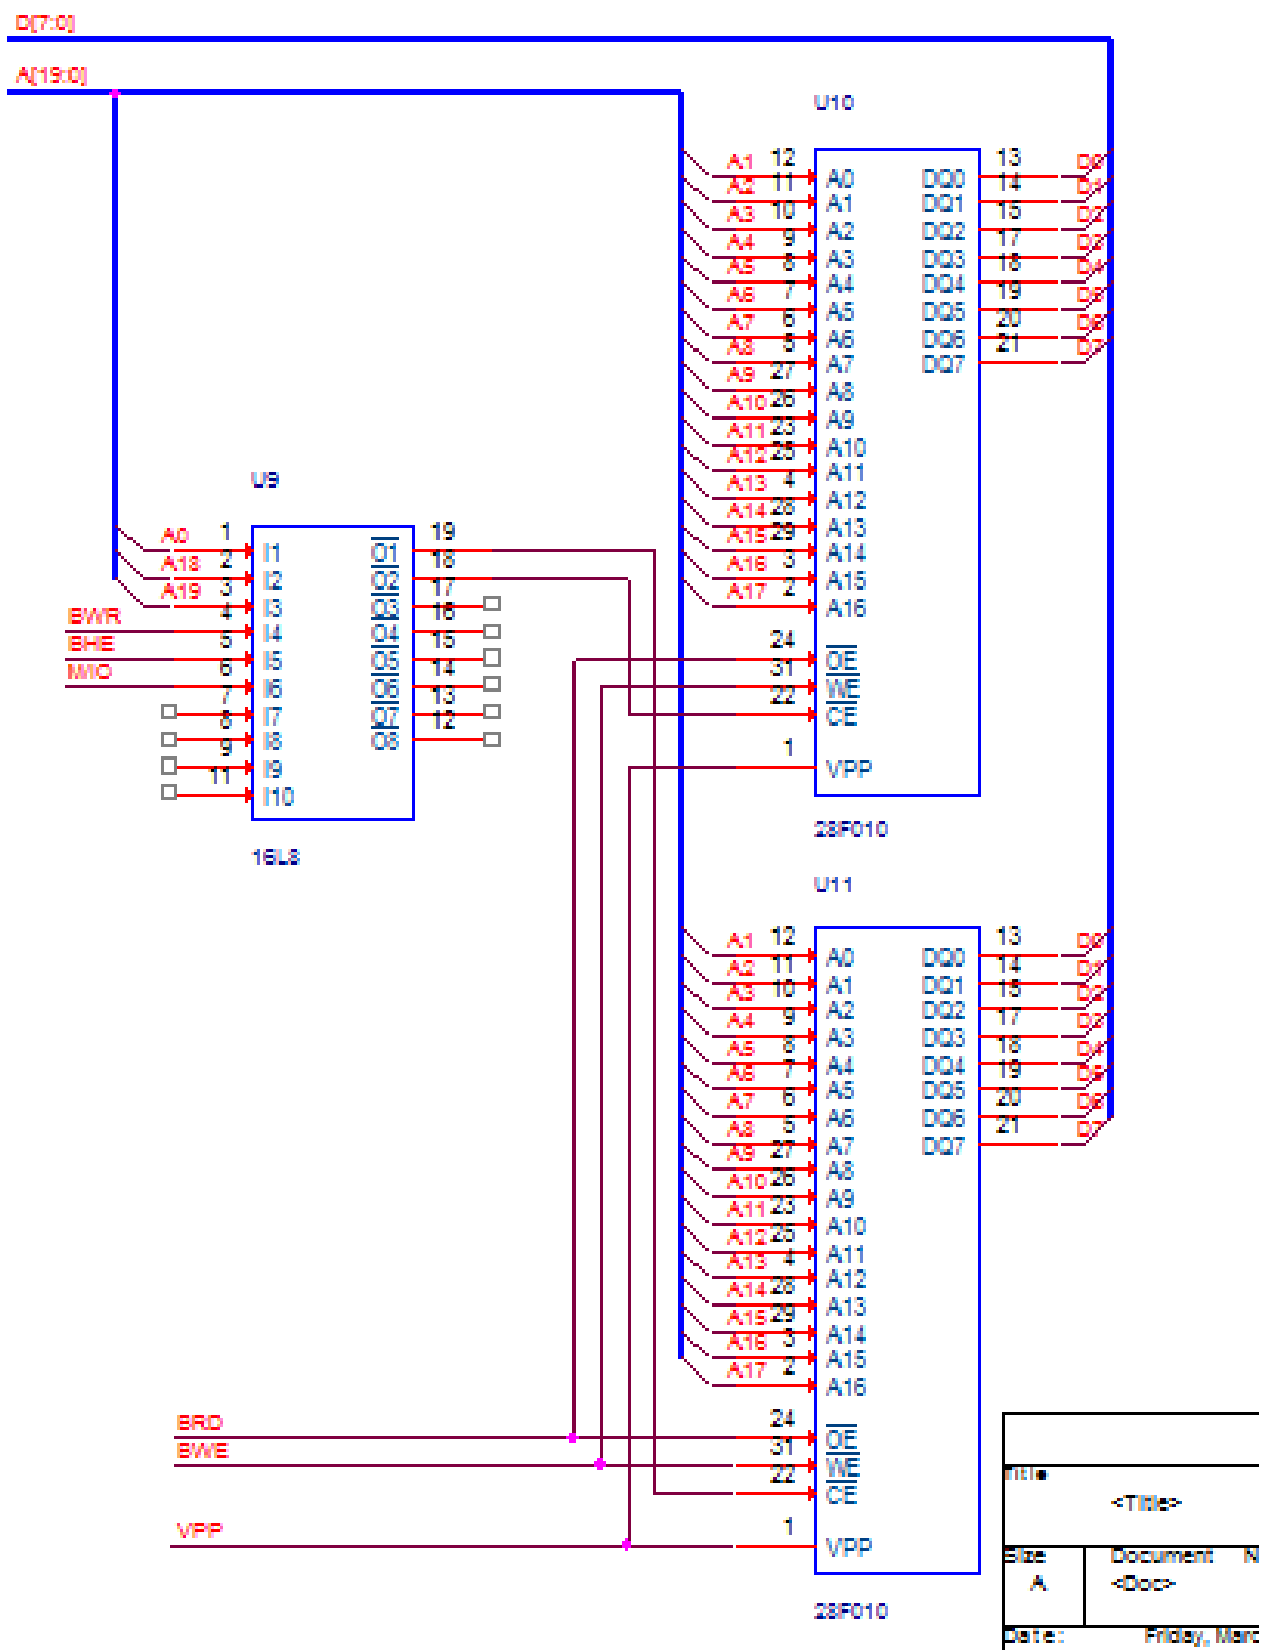 D[7:0]
A[19:0]
U10
A1 12 A0 DQ0 13 D0
A2 11 A1 DQ1 14 D1
A3 10 A2 DQ2 15 D2
A4 9 A3 DQ3 17 D3
A5 8 A4 DQ4 18 D4
A6 7 A5 DQ5 19 D5
A7 6 A6 DQ6 20 D6
A8 5 A7 DQ7 21 D7
A9 27 A8
A10 26 A9
A11 23 A10
A12 25 A11
A13 4 A12
A14 28 A13
A15 29 A14
A16 3 A15
A17 2 A16
24 OE
31 WE
22 CE
1 VPP
28F010
U9
A0 1 I1 O1 19
A18 2 I2 O2 18
A19 3 I3 O3 17
BWR 4 I4 O4 16
BHE 5 I5 O5 15
M/IO 6 I6 O6 14
7 I7 O7 13
8 I8 O8 12
9 I9
11 I10
16L8
U11
A1 12 A0 DQ0 13 D0
A2 11 A1 DQ1 14 D1
A3 10 A2 DQ2 15 D2
A4 9 A3 DQ3 17 D3
A5 8 A4 DQ4 18 D4
A6 7 A5 DQ5 19 D5
A7 6 A6 DQ6 20 D6
A8 5 A7 DQ7 21 D7
A9 27 A8
A10 26 A9
A11 23 A10
A12 25 A11
A13 4 A12
A14 28 A13
A15 29 A14
A16 3 A15
A17 2 A16
BRD 24 OE
BWE 31 WE
22 CE
VPP 1 VPP
28F010
Title
<Title>
Size Document N
A <Doc>
Date: Friday, Marc